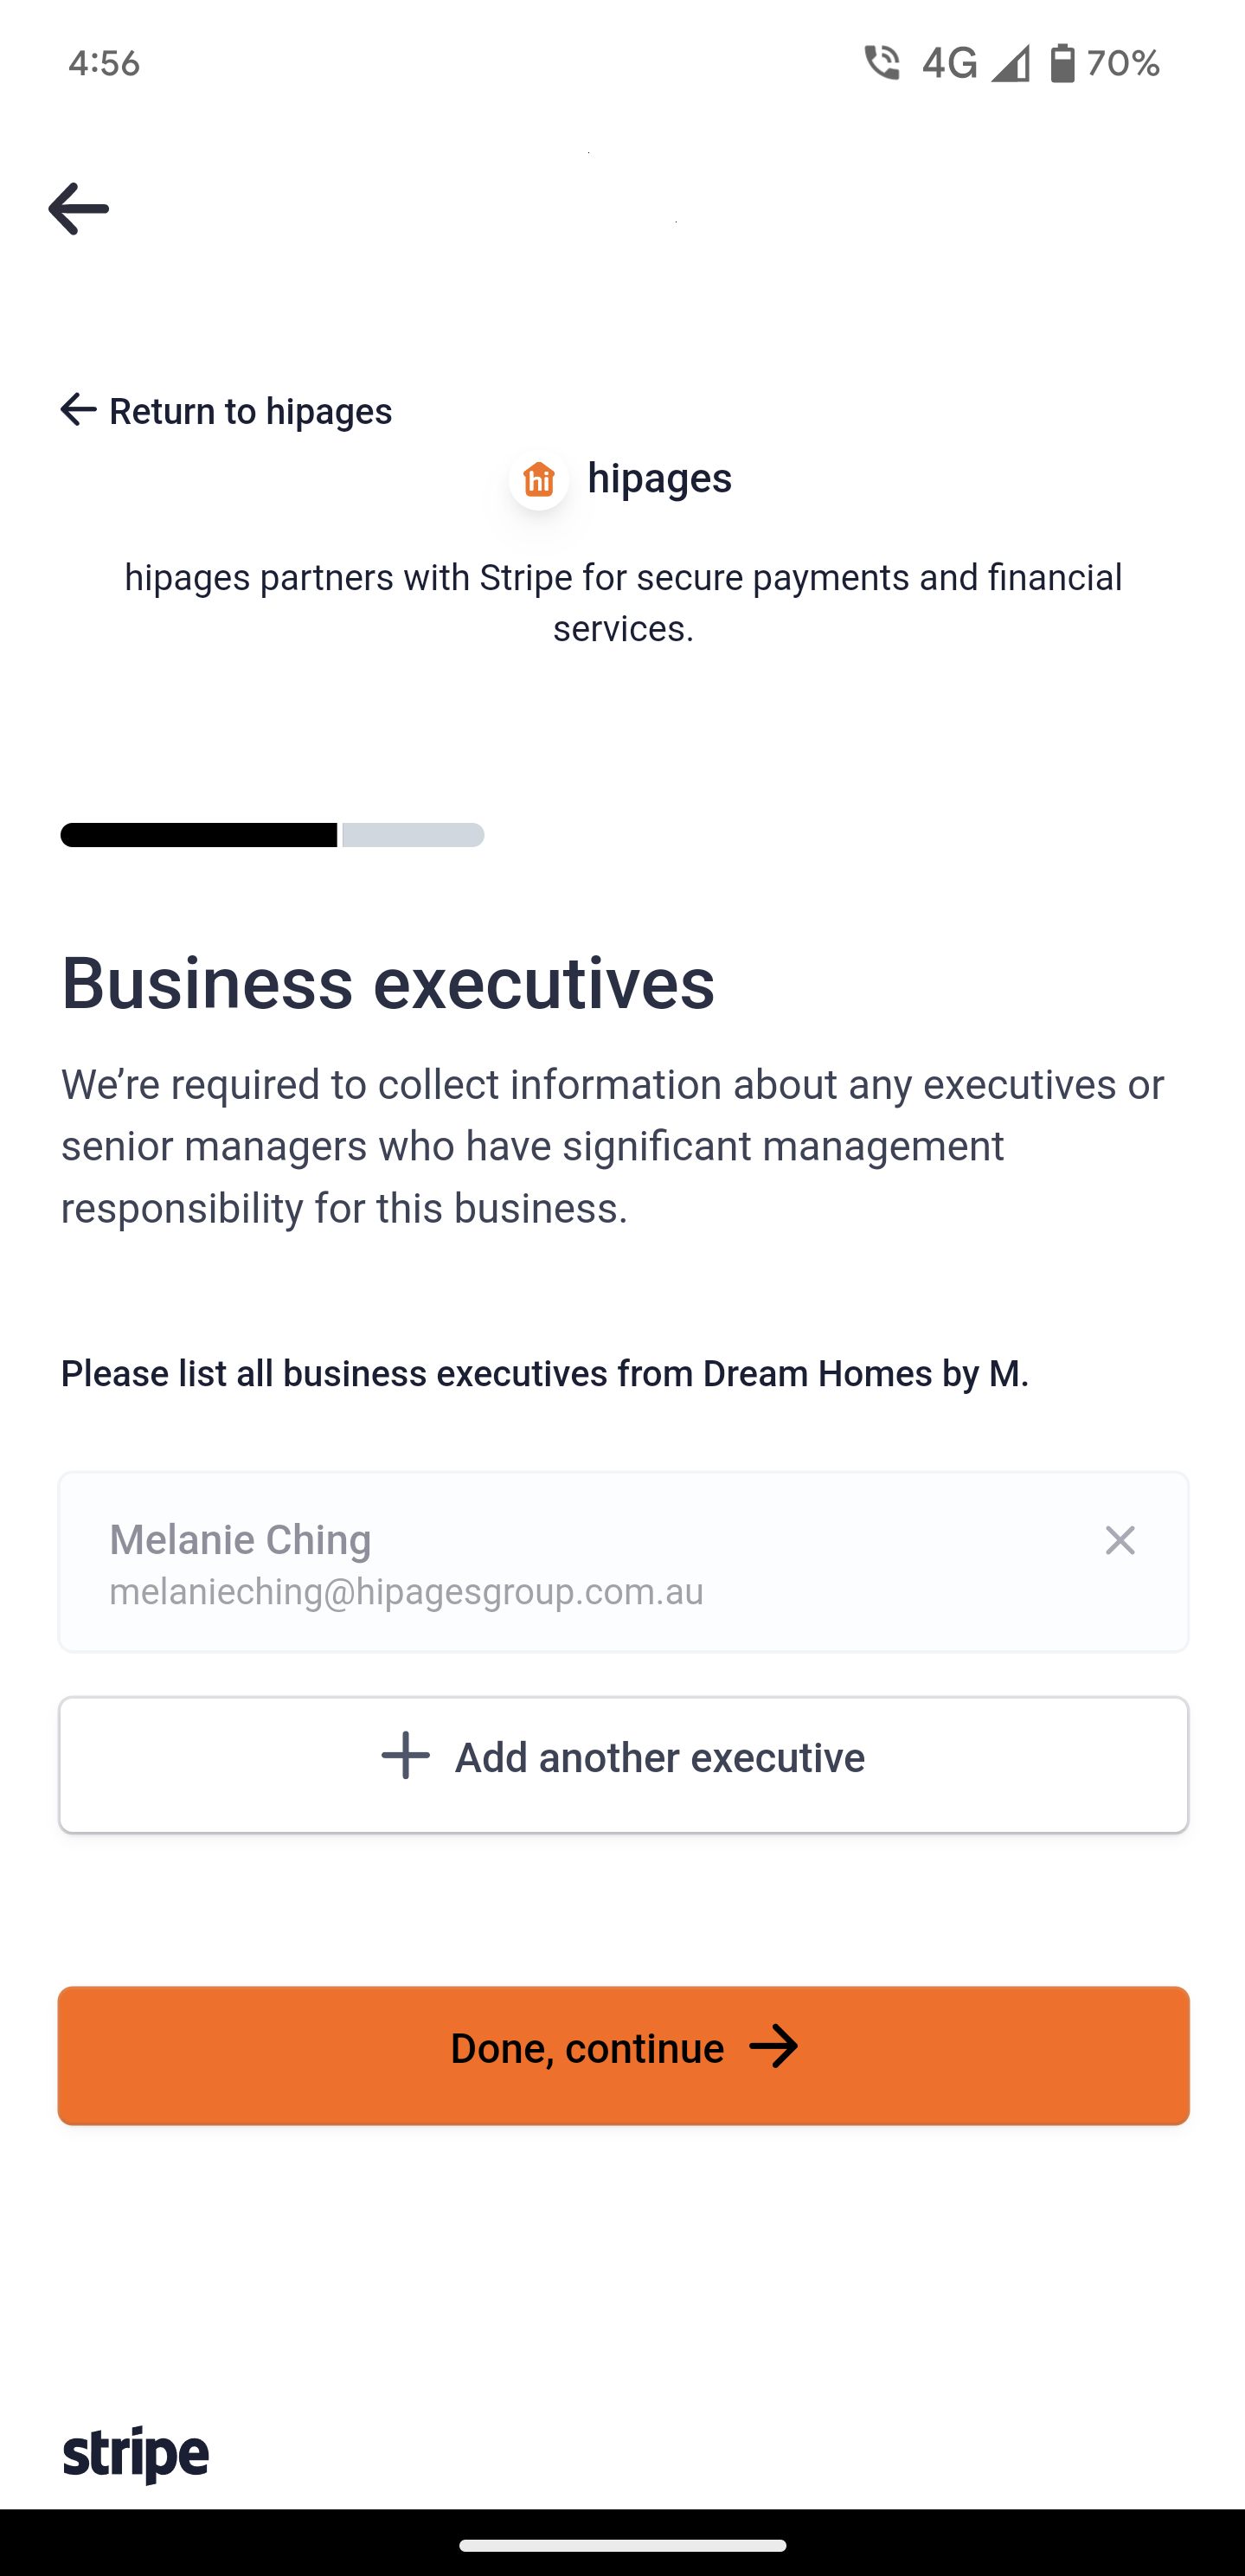 4:56
4G 70%
Return to hipages
hi hipages
hipages partners with Stripe for secure payments and financial
services.
Business executives
We’re required to collect information about any executives or
senior managers who have significant management
responsibility for this business.
Please list all business executives from Dream Homes by M.
Melanie Ching
melanieching@hipagesgroup.com.au
Add another executive
Done, continue
stripe